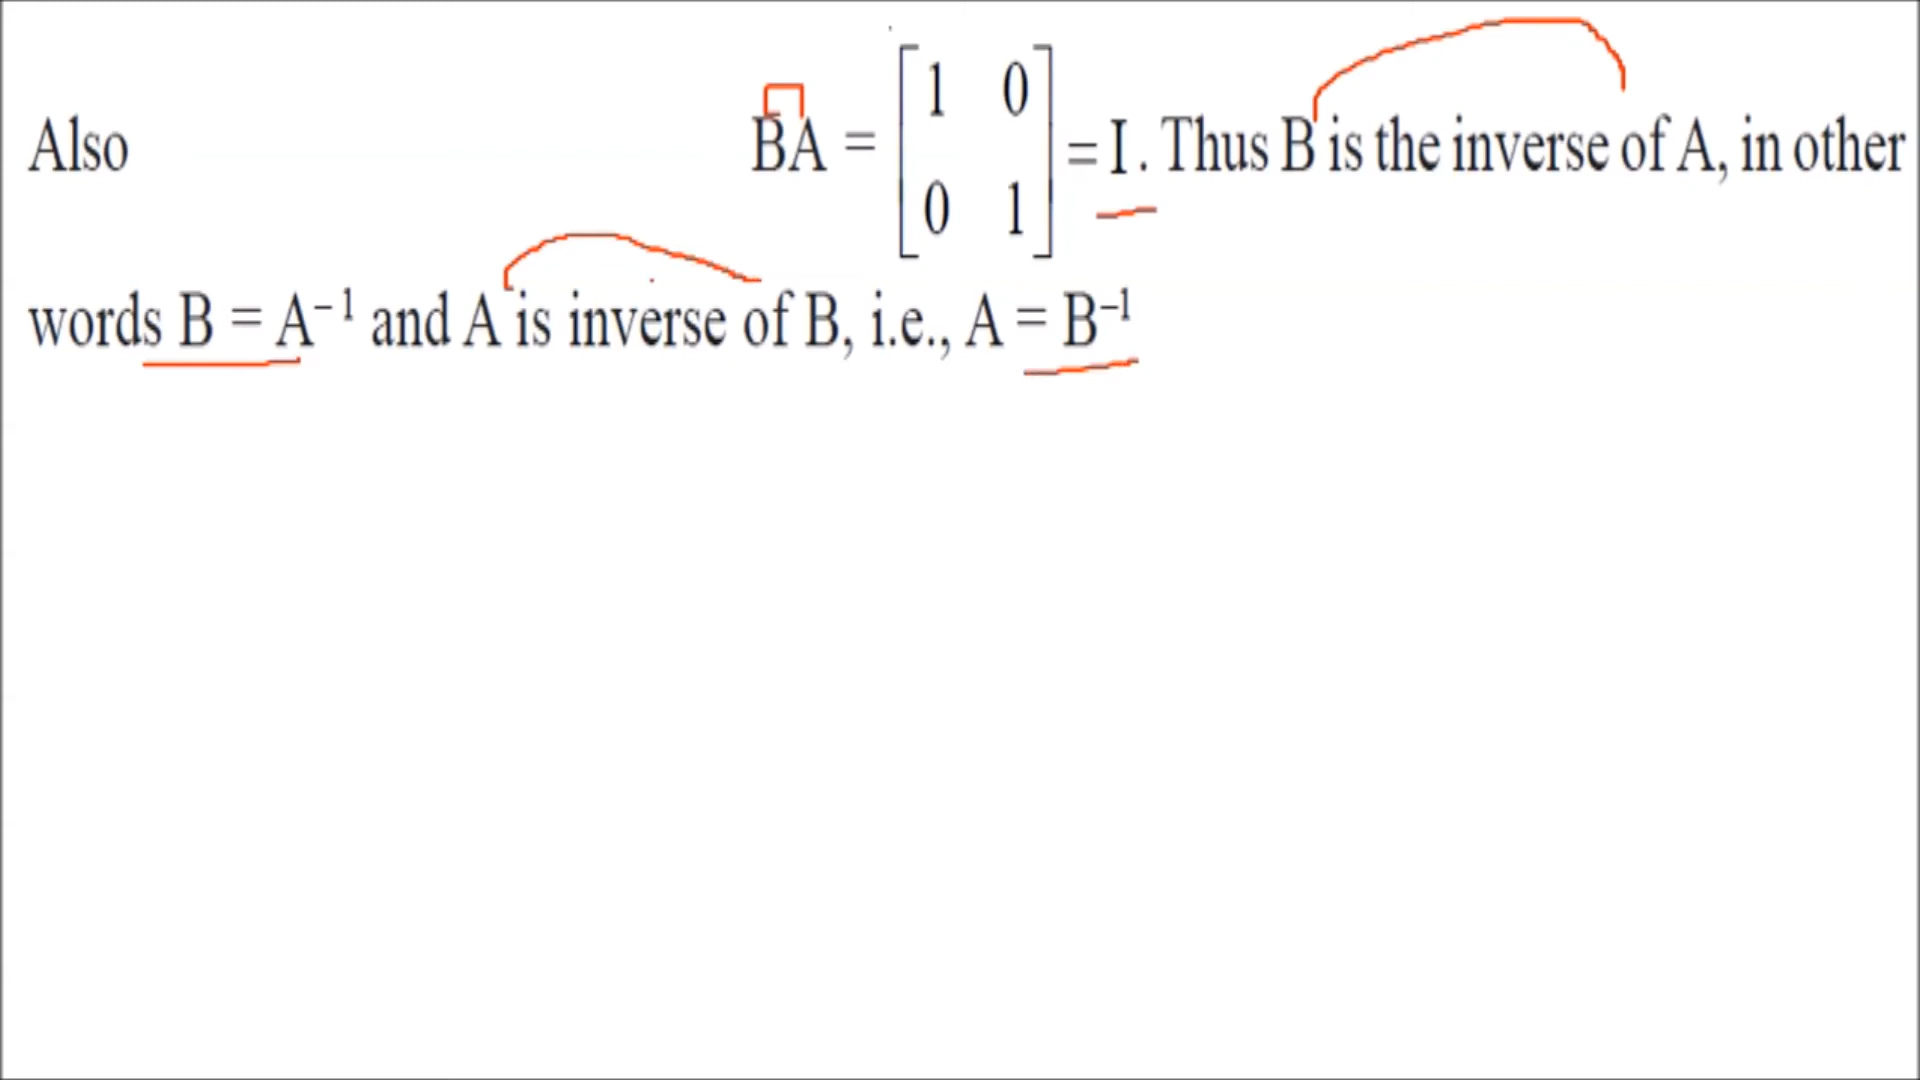 Also BA = [1 0
0 1] = I . Thus B is the inverse of A, in other
words B = A⁻¹ and A is inverse of B, i.e., A = B⁻¹